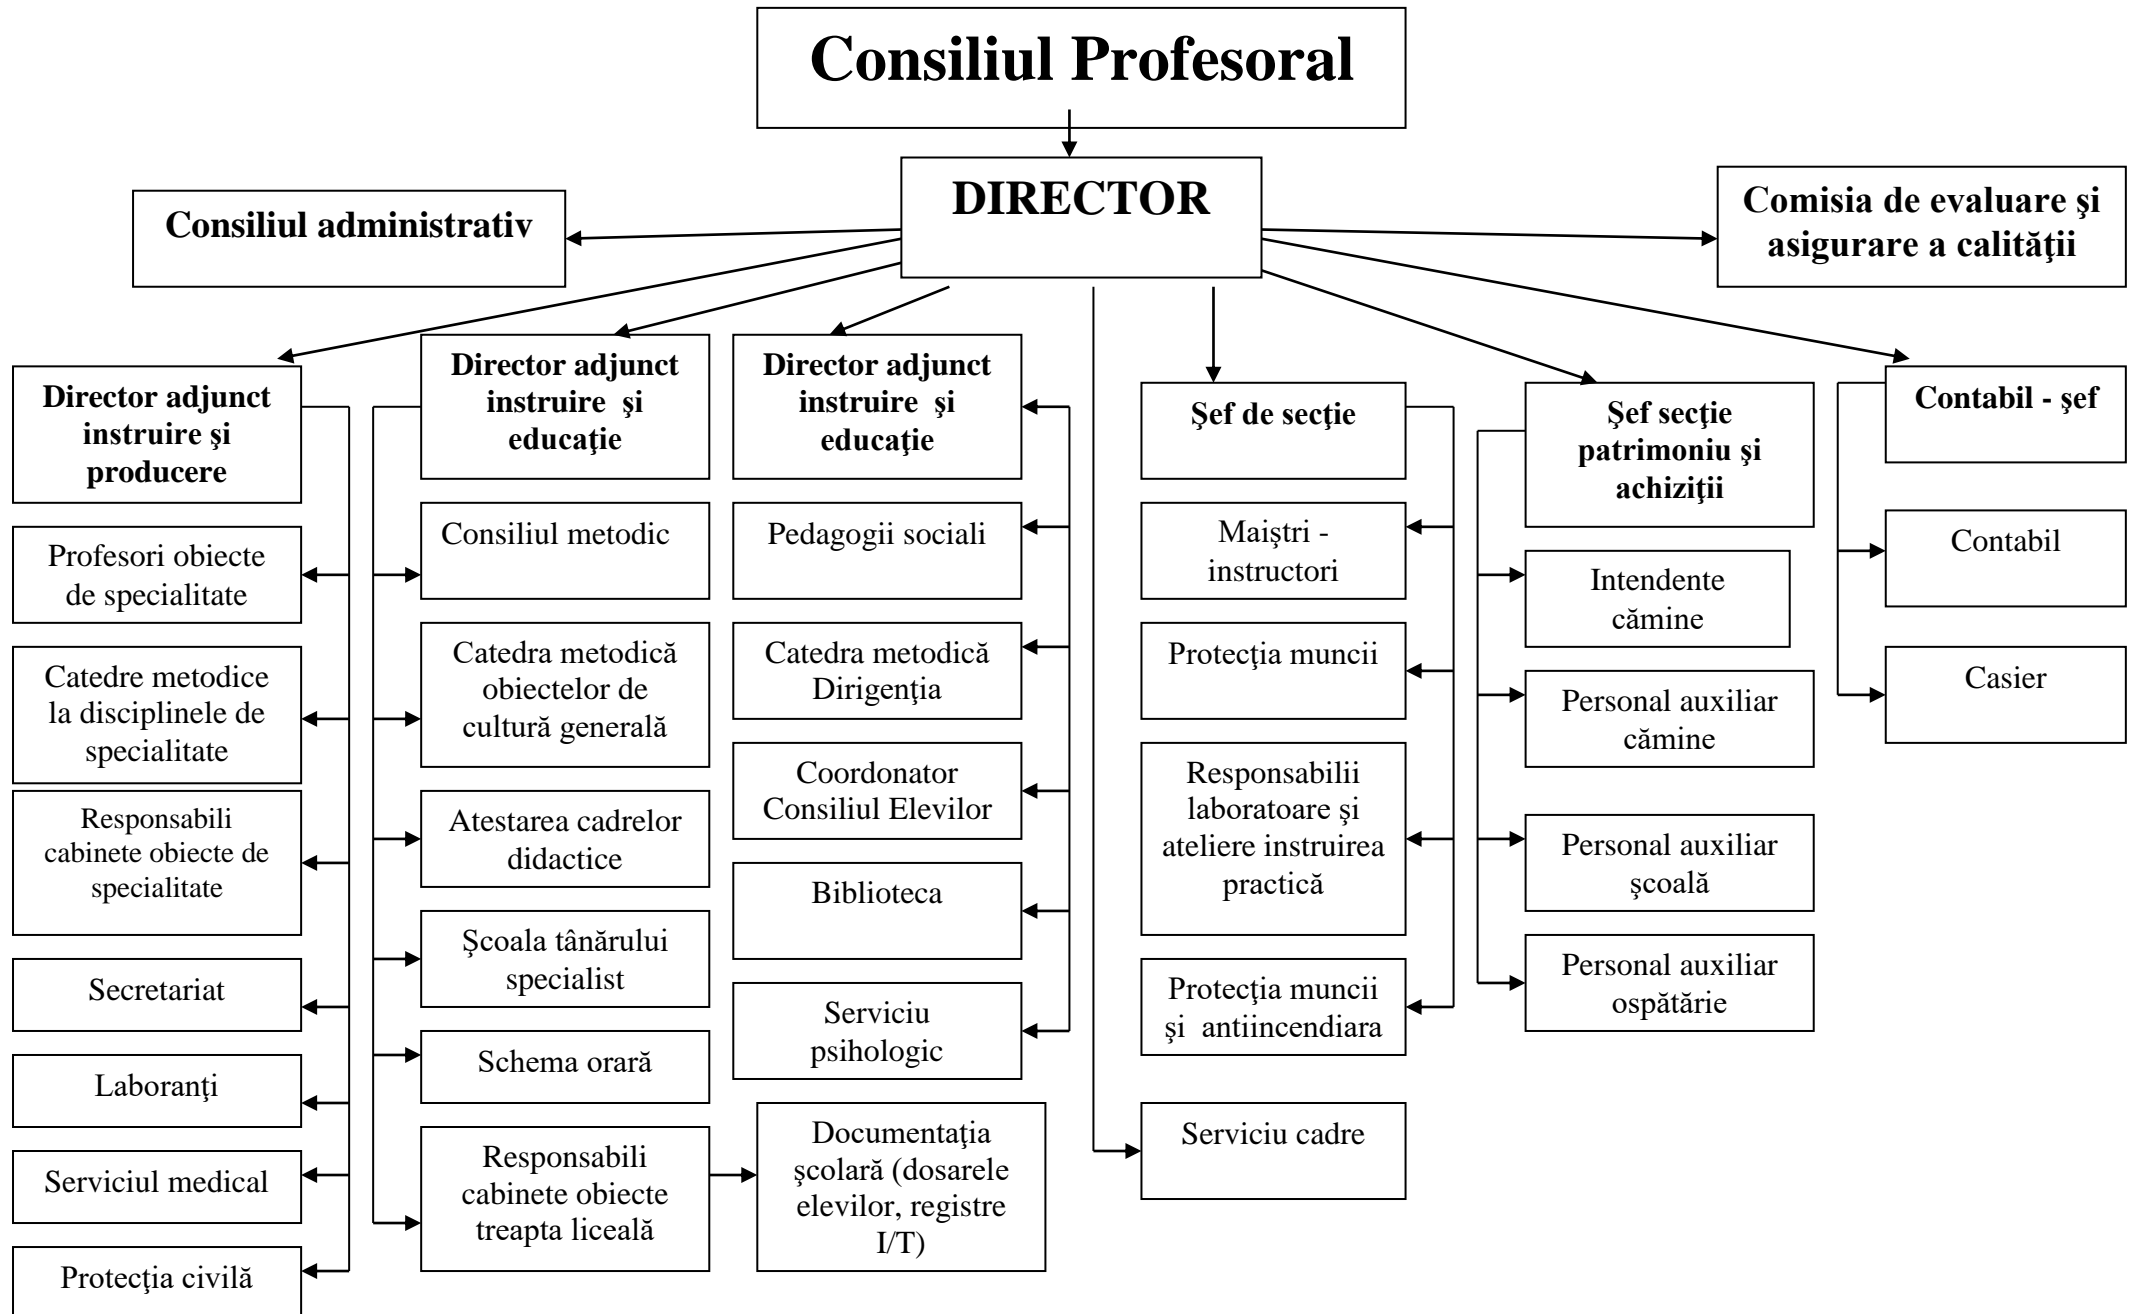 Consiliul Profesoral
DIRECTOR
Consiliul administrativ
Comisia de evaluare şi
asigurare a calităţii
Director adjunct
instruire şi
producere
Profesori obiecte
de specialitate
Catedre metodice
la disciplinele de
specialitate
Responsabili
cabinete obiecte de
specialitate
Secretariat
Laboranţi
Serviciul medical
Protecţia civilă
Director adjunct
instruire şi
educaţie
Consiliul metodic
Catedra metodică
obiectelor de
cultură generală
Atestarea cadrelor
didactice
Şcoala tânărului
specialist
Schema orară
Responsabili
cabinete obiecte
treapta liceală
Director adjunct
instruire şi
educaţie
Pedagogii sociali
Catedra metodică
Dirigenţia
Coordonator
Consiliul Elevilor
Biblioteca
Serviciu
psihologic
Documentaţia
şcolară (dosarele
elevilor, registre
I/T)
Şef de secţie
Maiştri -
instructori
Protecţia muncii
Responsabilii
laboratoare şi
ateliere instruirea
practică
Protecţia muncii
şi antiincendiara
Serviciu cadre
Şef secţie
patrimoniu şi
achiziţii
Intendente
cămine
Personal auxiliar
cămine
Personal auxiliar
şcoală
Personal auxiliar
ospătărie
Contabil - şef
Contabil
Casier